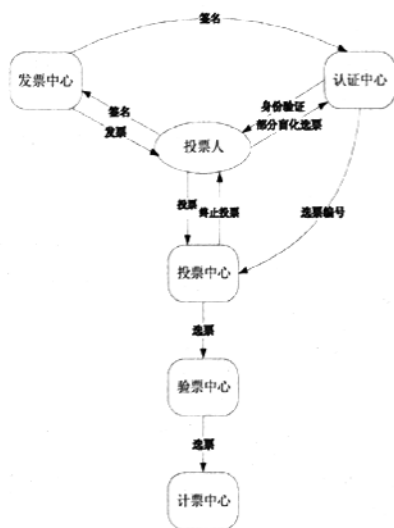 签名
发票中心
认证中心
签名
身份验证
发票
部分盲化选票
投票人
投票
终止投票
选票编号
投票中心
选票
验票中心
选票
计票中心